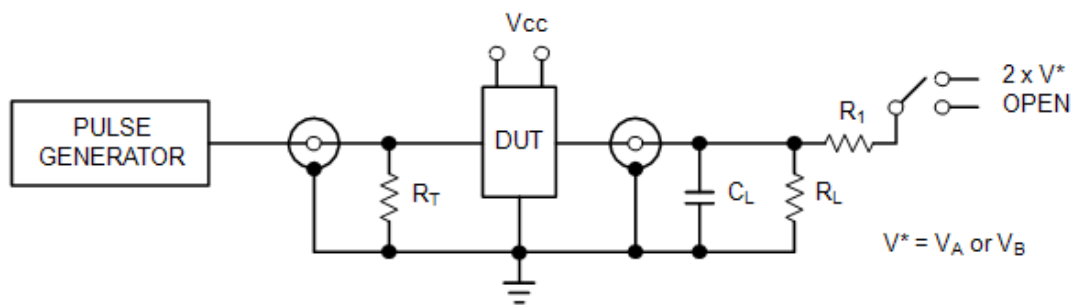 Vcc
2 x V*
OPEN
R1
PULSE
GENERATOR
DUT
RT
CL
RL
V* = VA or VB